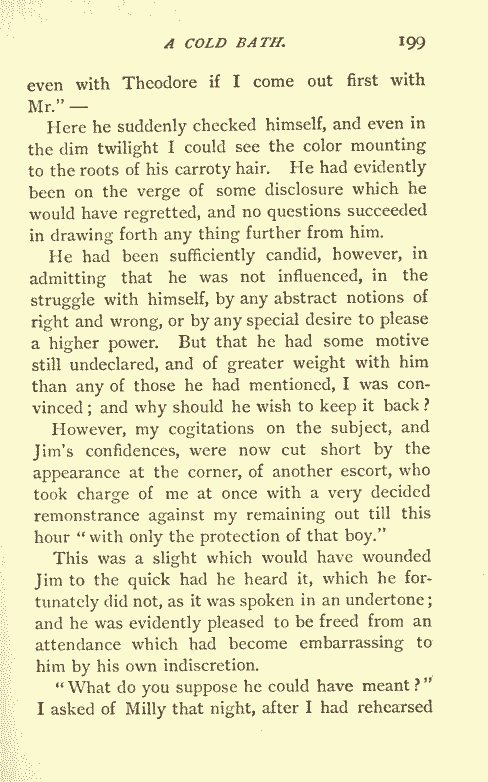 A COLD BATH. 199
even with Theodore if I come out first with
Mr." —
Here he suddenly checked himself, and even in
the dim twilight I could see the color mounting
to the roots of his carroty hair. He had evidently
been on the verge of some disclosure which he
would have regretted, and no questions succeeded
in drawing forth any thing further from him.
He had been sufficiently candid, however, in
admitting that he was not influenced, in the
struggle with himself, by any abstract notions of
right and wrong, or by any special desire to please
a higher power. But that he had some motive
still undeclared, and of greater weight with him
than any of those he had mentioned, I was con-
vinced; and why should he wish to keep it back?
However, my cogitations on the subject, and
Jim's confidences, were now cut short by the
appearance at the corner, of another escort, who
took charge of me at once with a very decided
remonstrance against my remaining out till this
hour "with only the protection of that boy."
This was a slight which would have wounded
Jim to the quick had he heard it, which he for-
tunately did not, as it was spoken in an undertone;
and he was evidently pleased to be freed from an
attendance which had become embarrassing to
him by his own indiscretion.
"What do you suppose he could have meant?"
I asked of Milly that night, after I had rehearsed